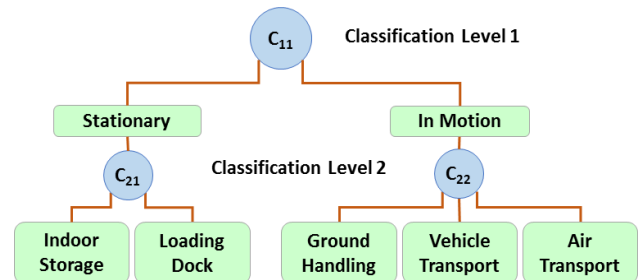 C11
Classification Level 1
Stationary
In Motion
C21
Classification Level 2
C22
Indoor
Storage
Loading
Dock
Ground
Handling
Vehicle
Transport
Air
Transport